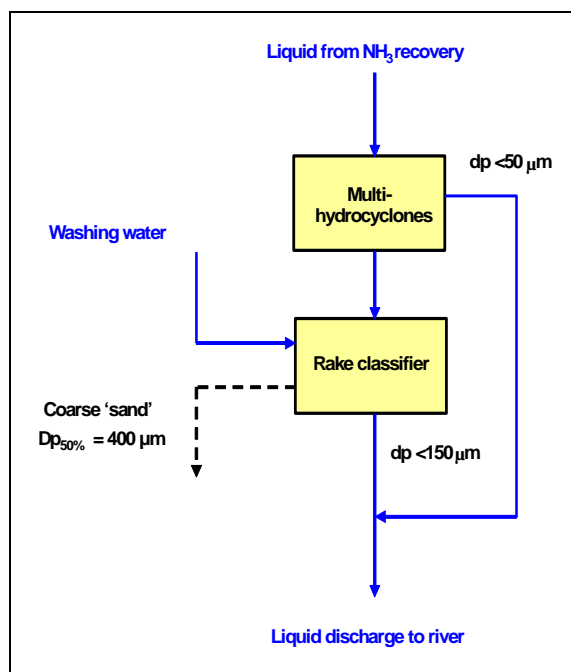 Liquid from NH3 recovery
dp <50 μm
Multi-
hydrocyclones
Washing water
Rake classifier
Coarse ‘sand’
Dp50% = 400 µm
dp <150 μm
Liquid discharge to river